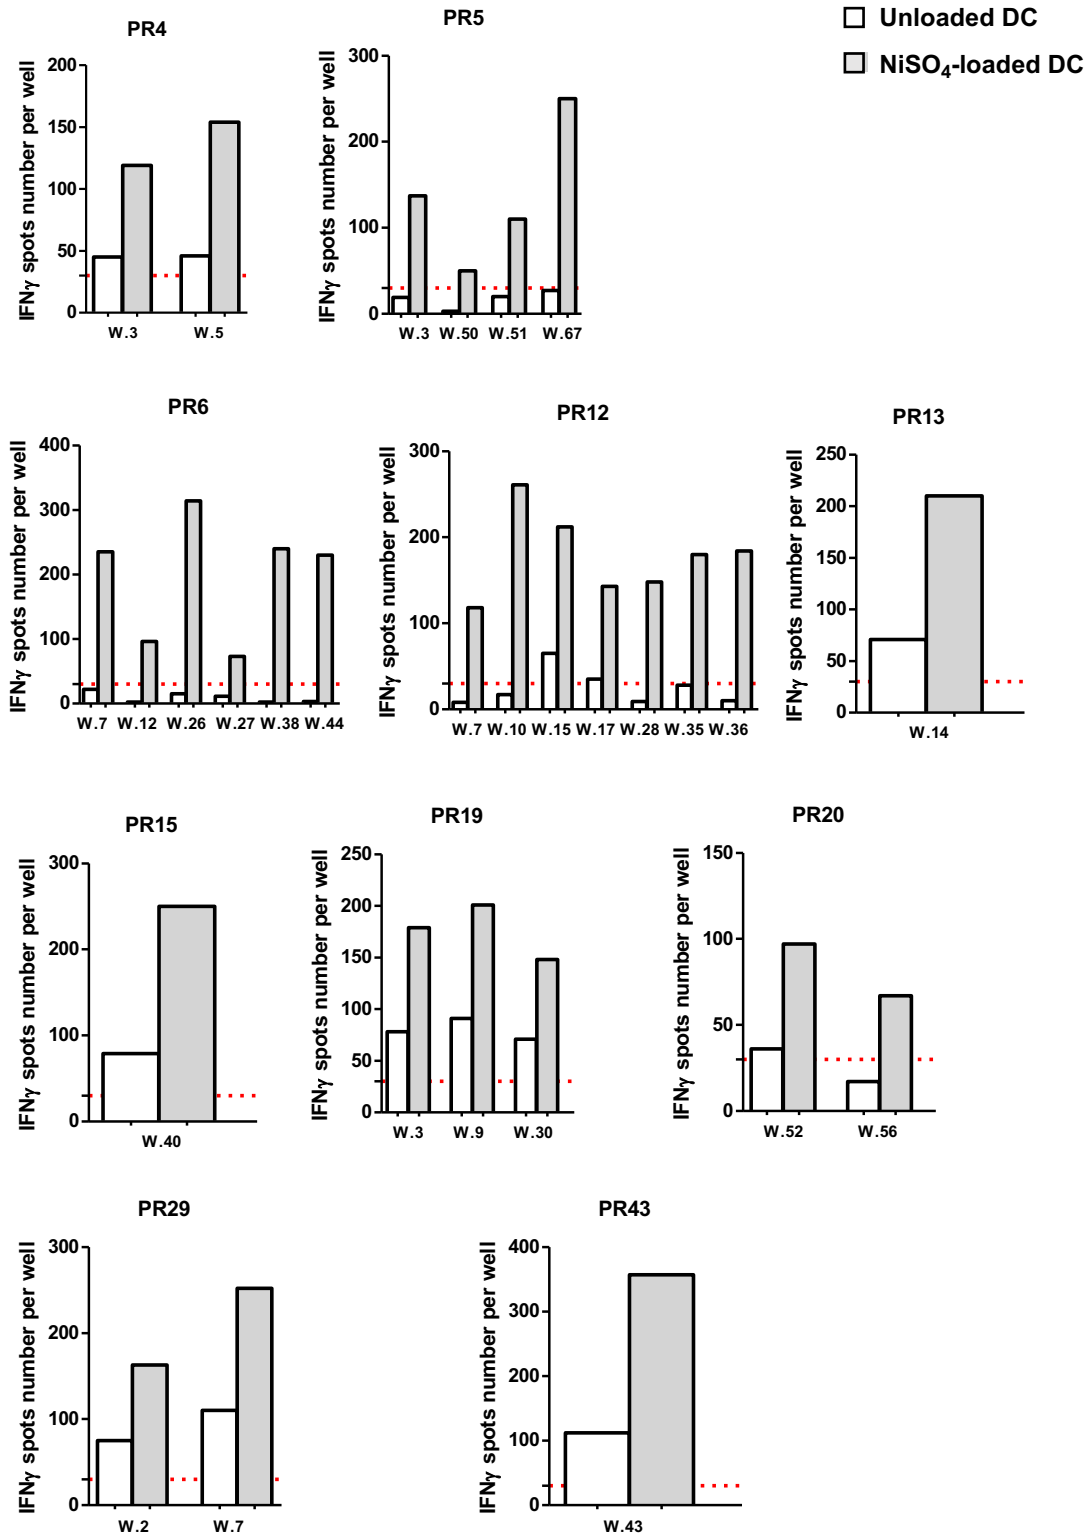 Unloaded DC
NiSO4-loaded DC
PR4
IFNγ spots number per well
200
150
100
50
0
W.3 W.5
PR5
IFNγ spots number per well
300
200
100
0
W.3 W.50 W.51 W.67
PR6
IFNγ spots number per well
400
300
200
100
0
W.7 W.12 W.26 W.27 W.38 W.44
PR12
IFNγ spots number per well
300
200
100
0
W.7 W.10 W.15 W.17 W.28 W.35 W.36
PR13
IFNγ spots number per well
250
200
150
100
50
0
W.14
PR15
IFNγ spots number per well
300
200
100
0
W.40
PR19
IFNγ spots number per well
250
200
150
100
50
0
W.3 W.9 W.30
PR20
IFNγ spots number per well
150
100
50
0
W.52 W.56
PR29
IFNγ spots number per well
300
200
100
0
W.2 W.7
PR43
IFNγ spots number per well
400
300
200
100
0
W.43